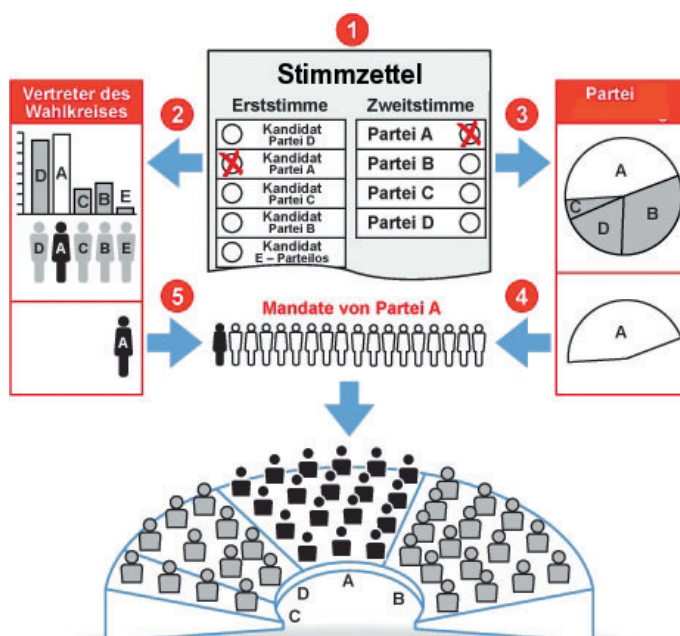 1
Stimmzettel
Erststimme
Zweitstimme
Kandidat
Partei D
Kandidat
Partei A
Kandidat
Partei C
Kandidat
Partei B
Kandidat
E – Parteilos
Partei A
Partei B
Partei C
Partei D
Vertreter des
Wahlkreises
2
D
A
C
B
E
D
A
C
B
E
3
Partei
A
B
C
D
5
A
Mandate von Partei A
4
A
D
A
B
C